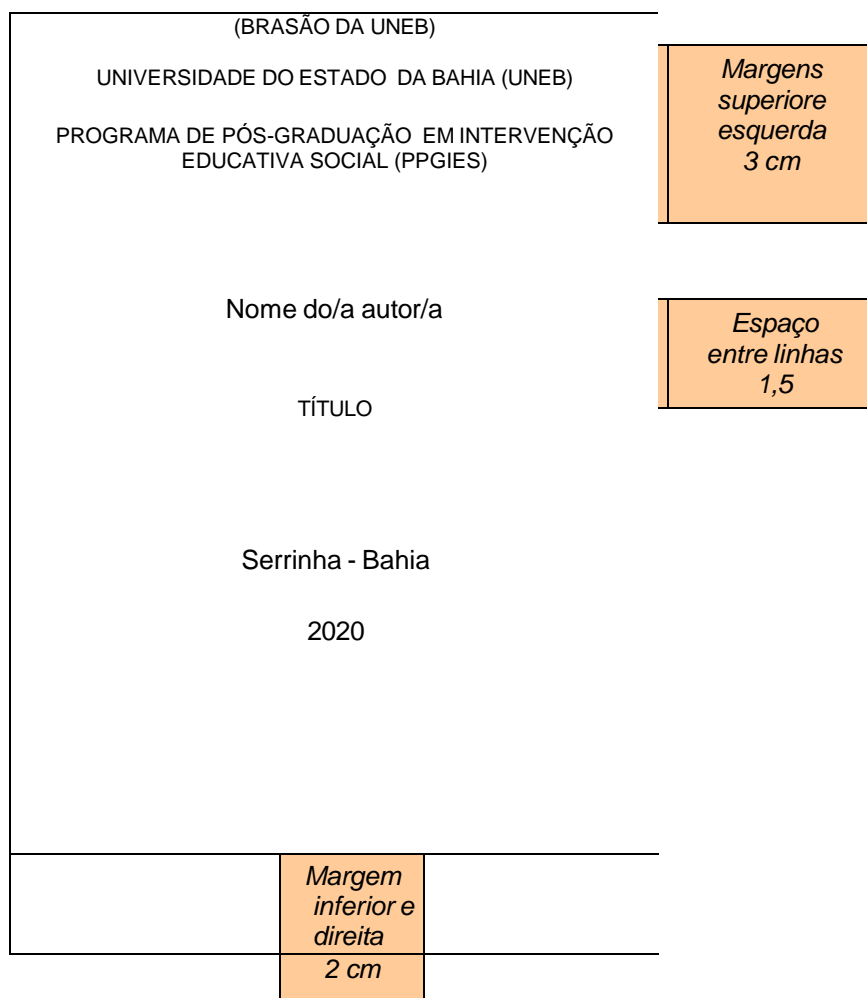 (BRASÃO DA UNEB)
UNIVERSIDADE DO ESTADO DA BAHIA (UNEB)
PROGRAMA DE PÓS-GRADUAÇÃO EM INTERVENÇÃO
EDUCATIVA SOCIAL (PPGIES)
Margens
superiore
esquerda
3 cm
Nome do/a autor/a
Espaço
entre linhas
1,5
TÍTULO
Serrinha - Bahia
2020
Margem
inferior e
direita
2 cm